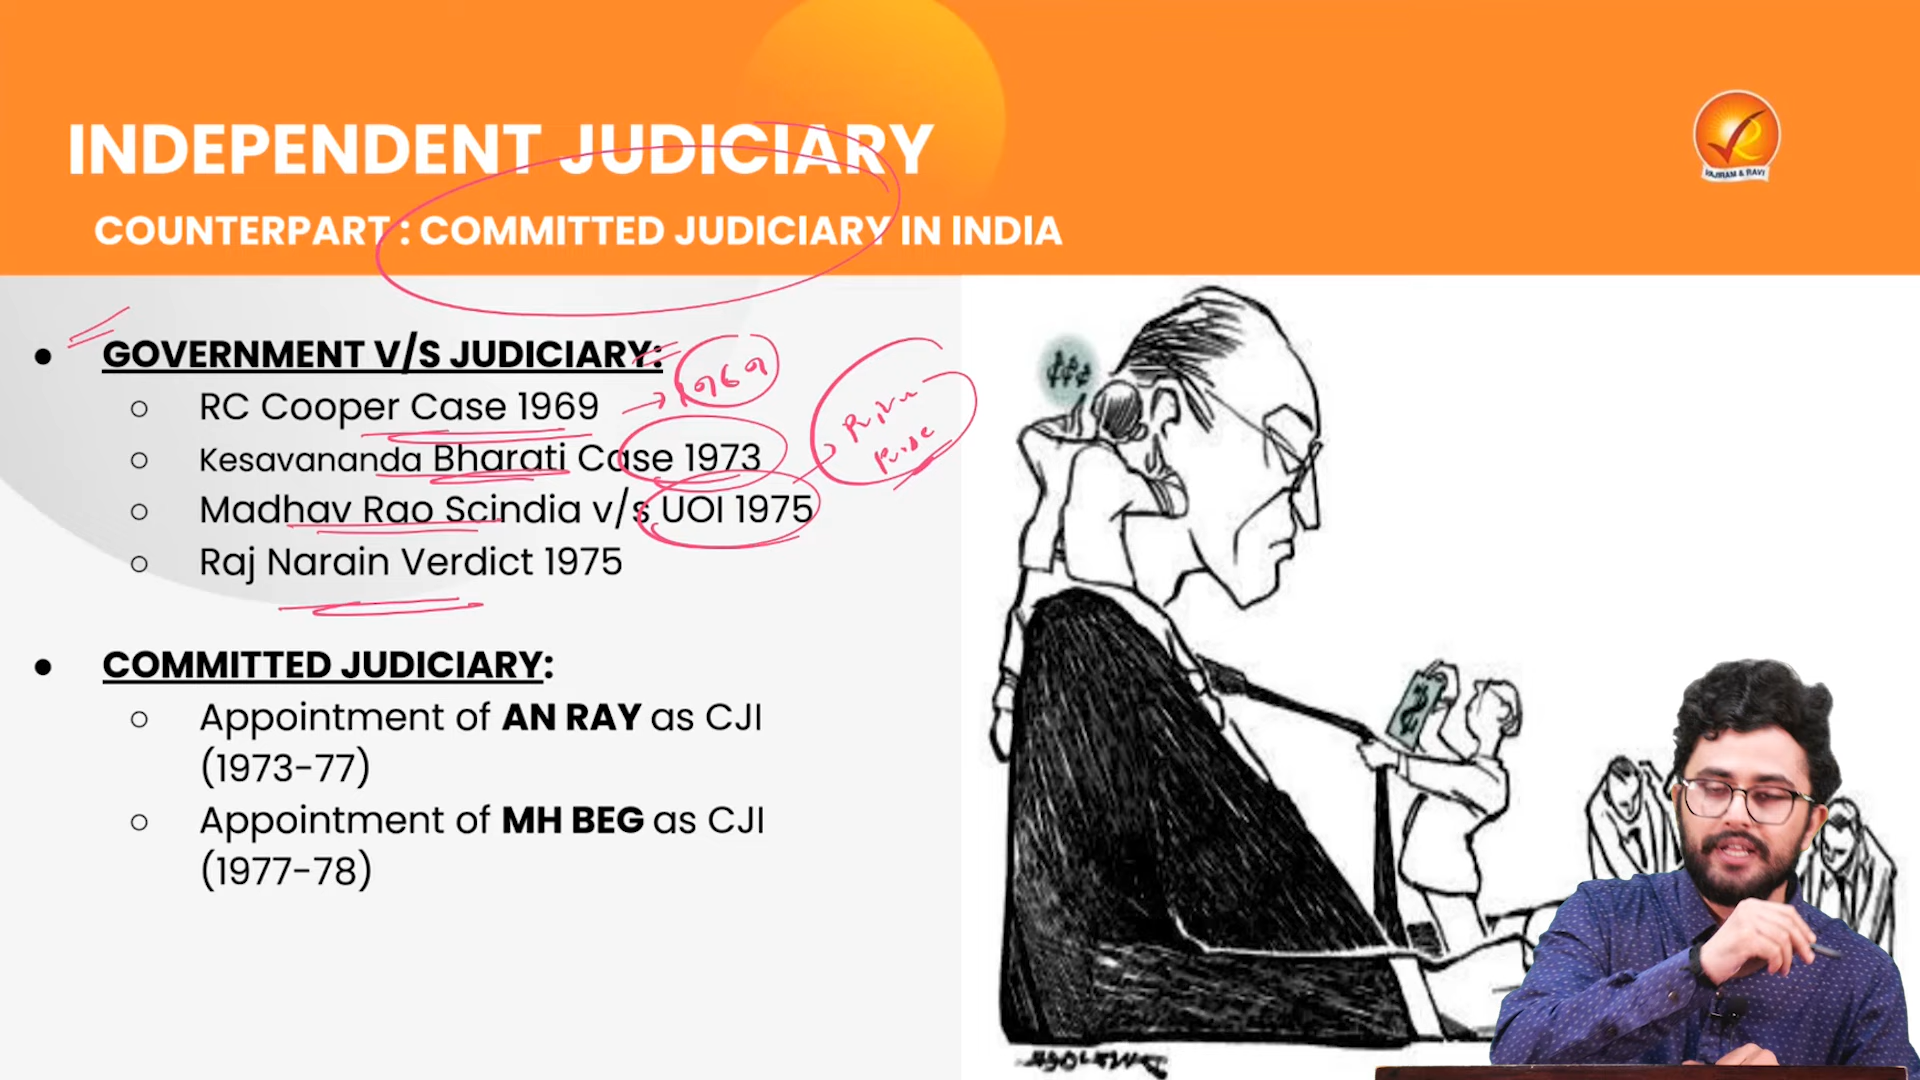 INDEPENDENT JUDICIARY
COUNTERPART : COMMITTED JUDICIARY IN INDIA
VAJIRAM & RAVI
● GOVERNMENT V/S JUDICIARY:
1969
○ RC Cooper Case 1969
○ Kesavananda Bharati Case 1973
○ Madhav Rao Scindia v/s UOI 1975
○ Raj Narain Verdict 1975
● COMMITTED JUDICIARY:
○ Appointment of AN RAY as CJI
(1973-77)
○ Appointment of MH BEG as CJI
(1977-78)
$$$
$